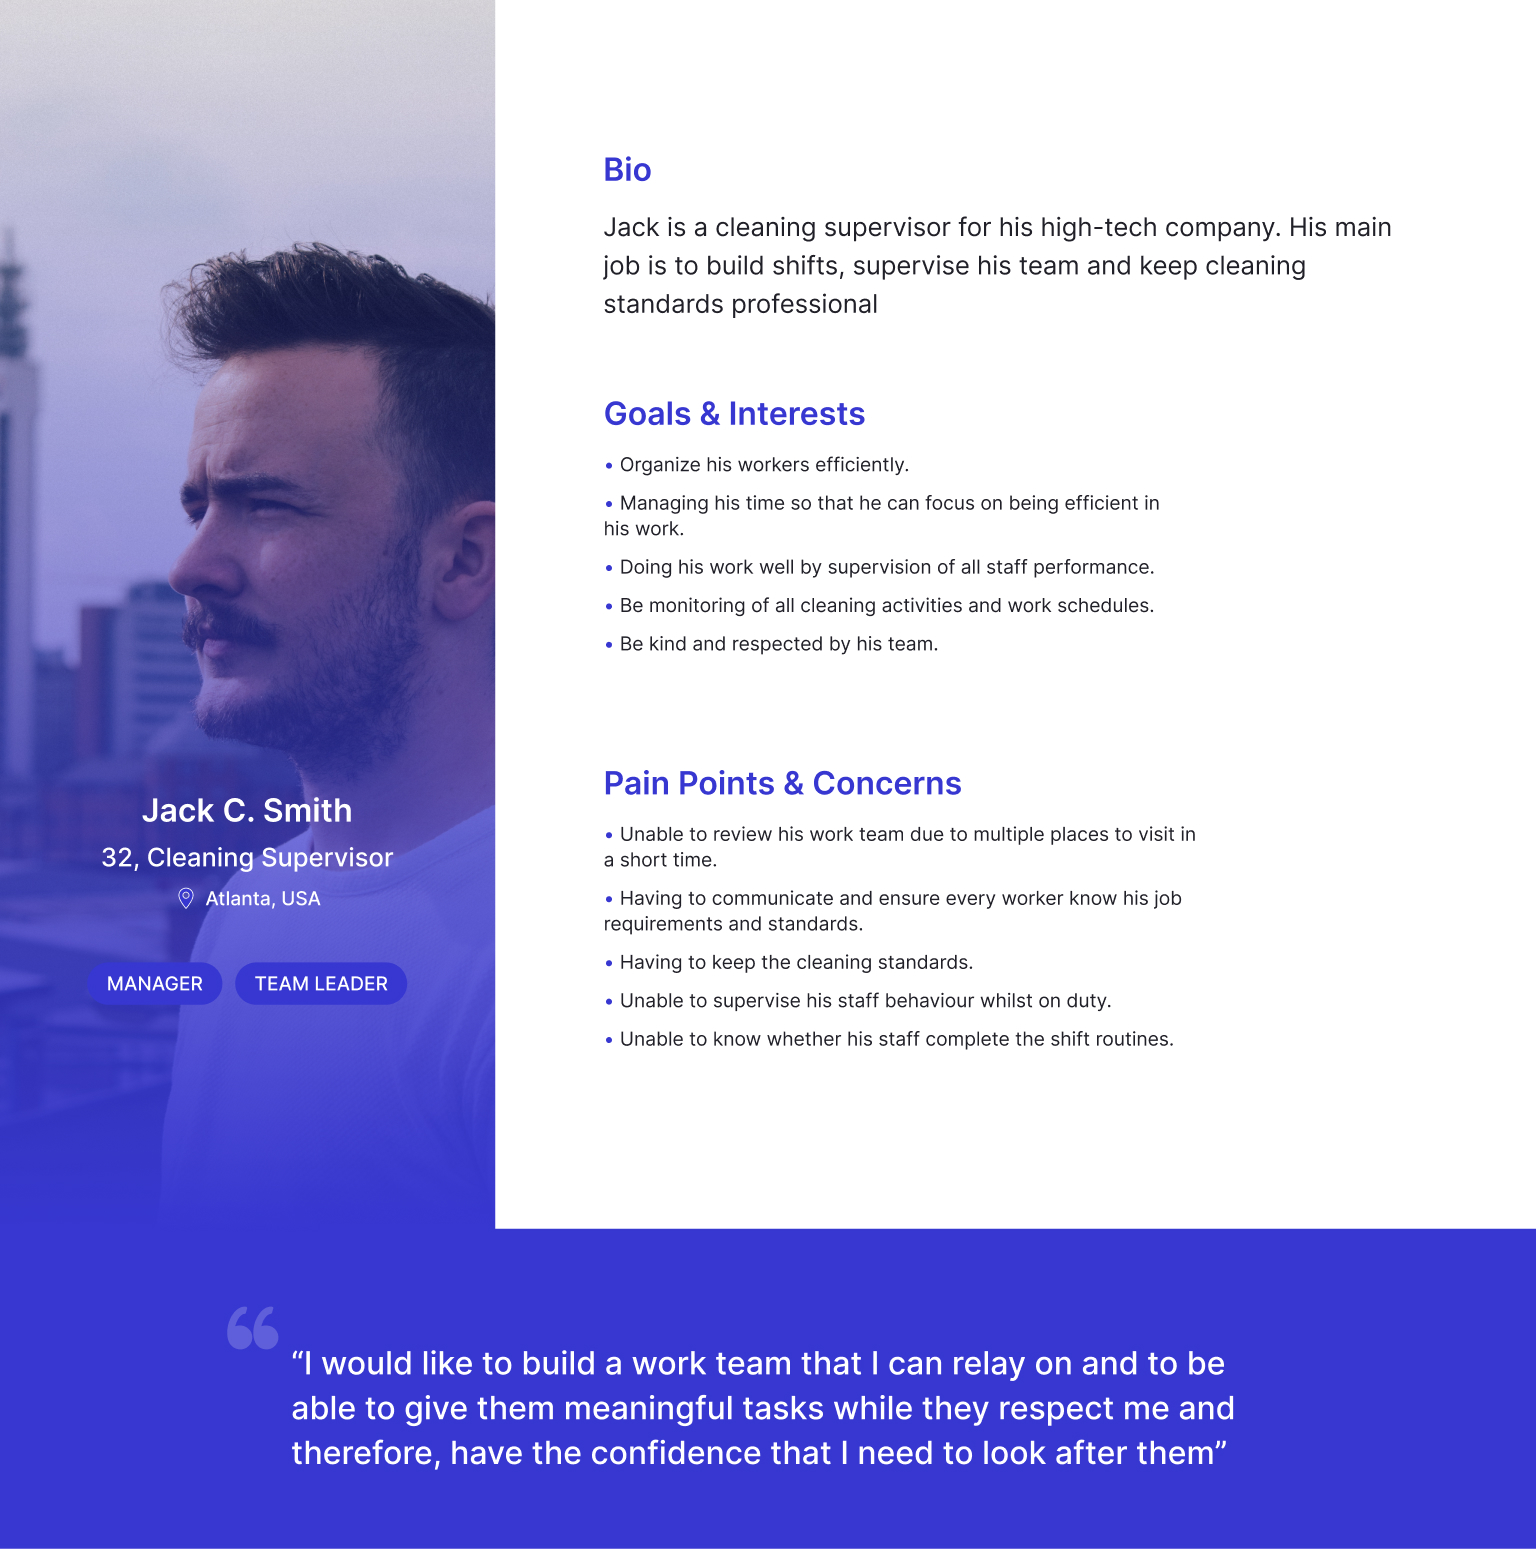 Jack C. Smith
32, Cleaning Supervisor
Atlanta, USA
MANAGER
TEAM LEADER
Bio
Jack is a cleaning supervisor for his high-tech company. His main
job is to build shifts, supervise his team and keep cleaning
standards professional
Goals & Interests
• Organize his workers efficiently.
• Managing his time so that he can focus on being efficient in
his work.
• Doing his work well by supervision of all staff performance.
• Be monitoring of all cleaning activities and work schedules.
• Be kind and respected by his team.
Pain Points & Concerns
• Unable to review his work team due to multiple places to visit in
a short time.
• Having to communicate and ensure every worker know his job
requirements and standards.
• Having to keep the cleaning standards.
• Unable to supervise his staff behaviour whilst on duty.
• Unable to know whether his staff complete the shift routines.
“I would like to build a work team that I can relay on and to be
able to give them meaningful tasks while they respect me and
therefore, have the confidence that I need to look after them”